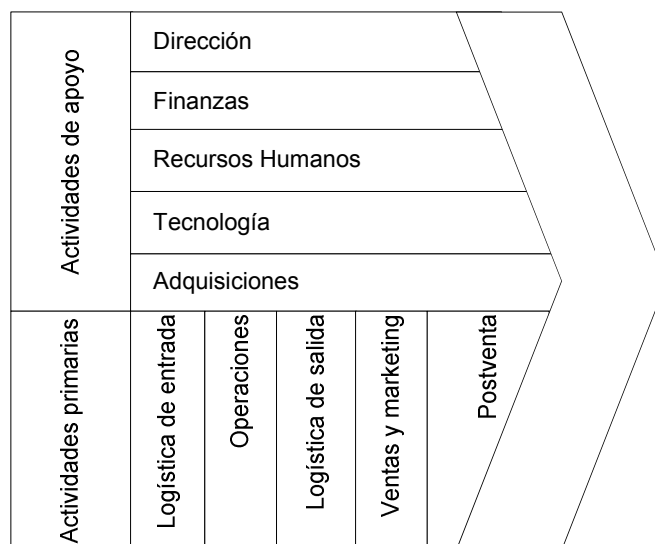 Actividades de apoyo
Dirección
Finanzas
Recursos Humanos
Tecnología
Adquisiciones
Actividades primarias
Logística de entrada
Operaciones
Logística de salida
Ventas y marketing
Postventa